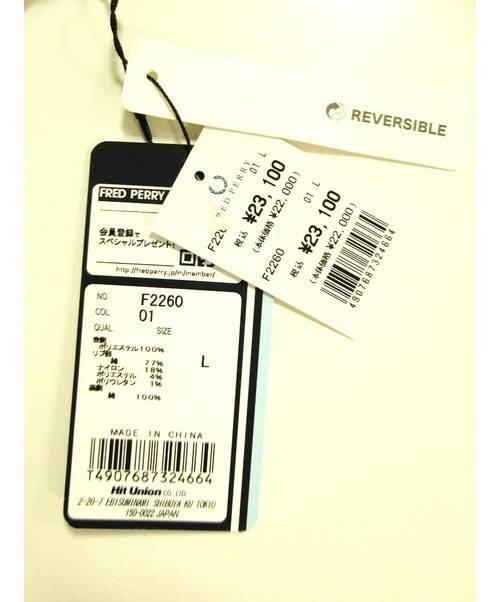 REVERSIBLE
FRED PERRY
01 L
¥23,100
税込
(本体価格 ¥22,000)
F2260
01 L
¥23,100
税込
(本体価格 ¥22,000)
4907687324664
FRED PERRY
会員登録で
スペシャルプレゼント!
http://fredperry.jp/m/member/
NO. F2260
COL. 01
QUAL. SIZE
表側
ポリエステル100%
リブ部
綿 77%
ナイロン 18%
ポリエステル 4%
ポリウレタン 1%
裏側
綿 100%
L
MADE IN CHINA
T4907687324664
Hit Union CO.,LTD
2-20-7 EBISUMINAMI SHIBUYA-KU TOKYO
150-0022 JAPAN